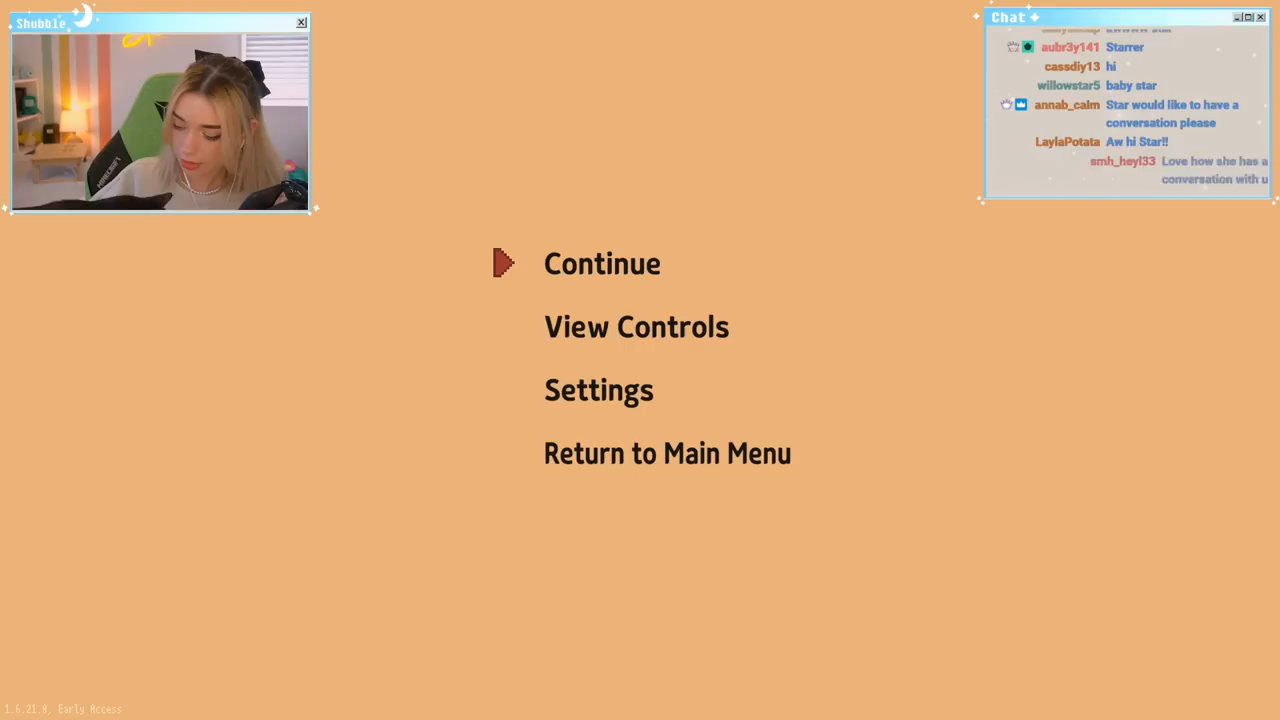 Shubble
Chat
aubr3y141 Starrer
cassdiy13 hi
willowstar5 baby star
annab_calm Star would like to have a
conversation please
LaylaPotata Aw hi Star!!
smh_heyl33 Love how she has a
conversation with u
MINECRAFT
Continue
View Controls
Settings
Return to Main Menu
1.6.21.0, Early Access